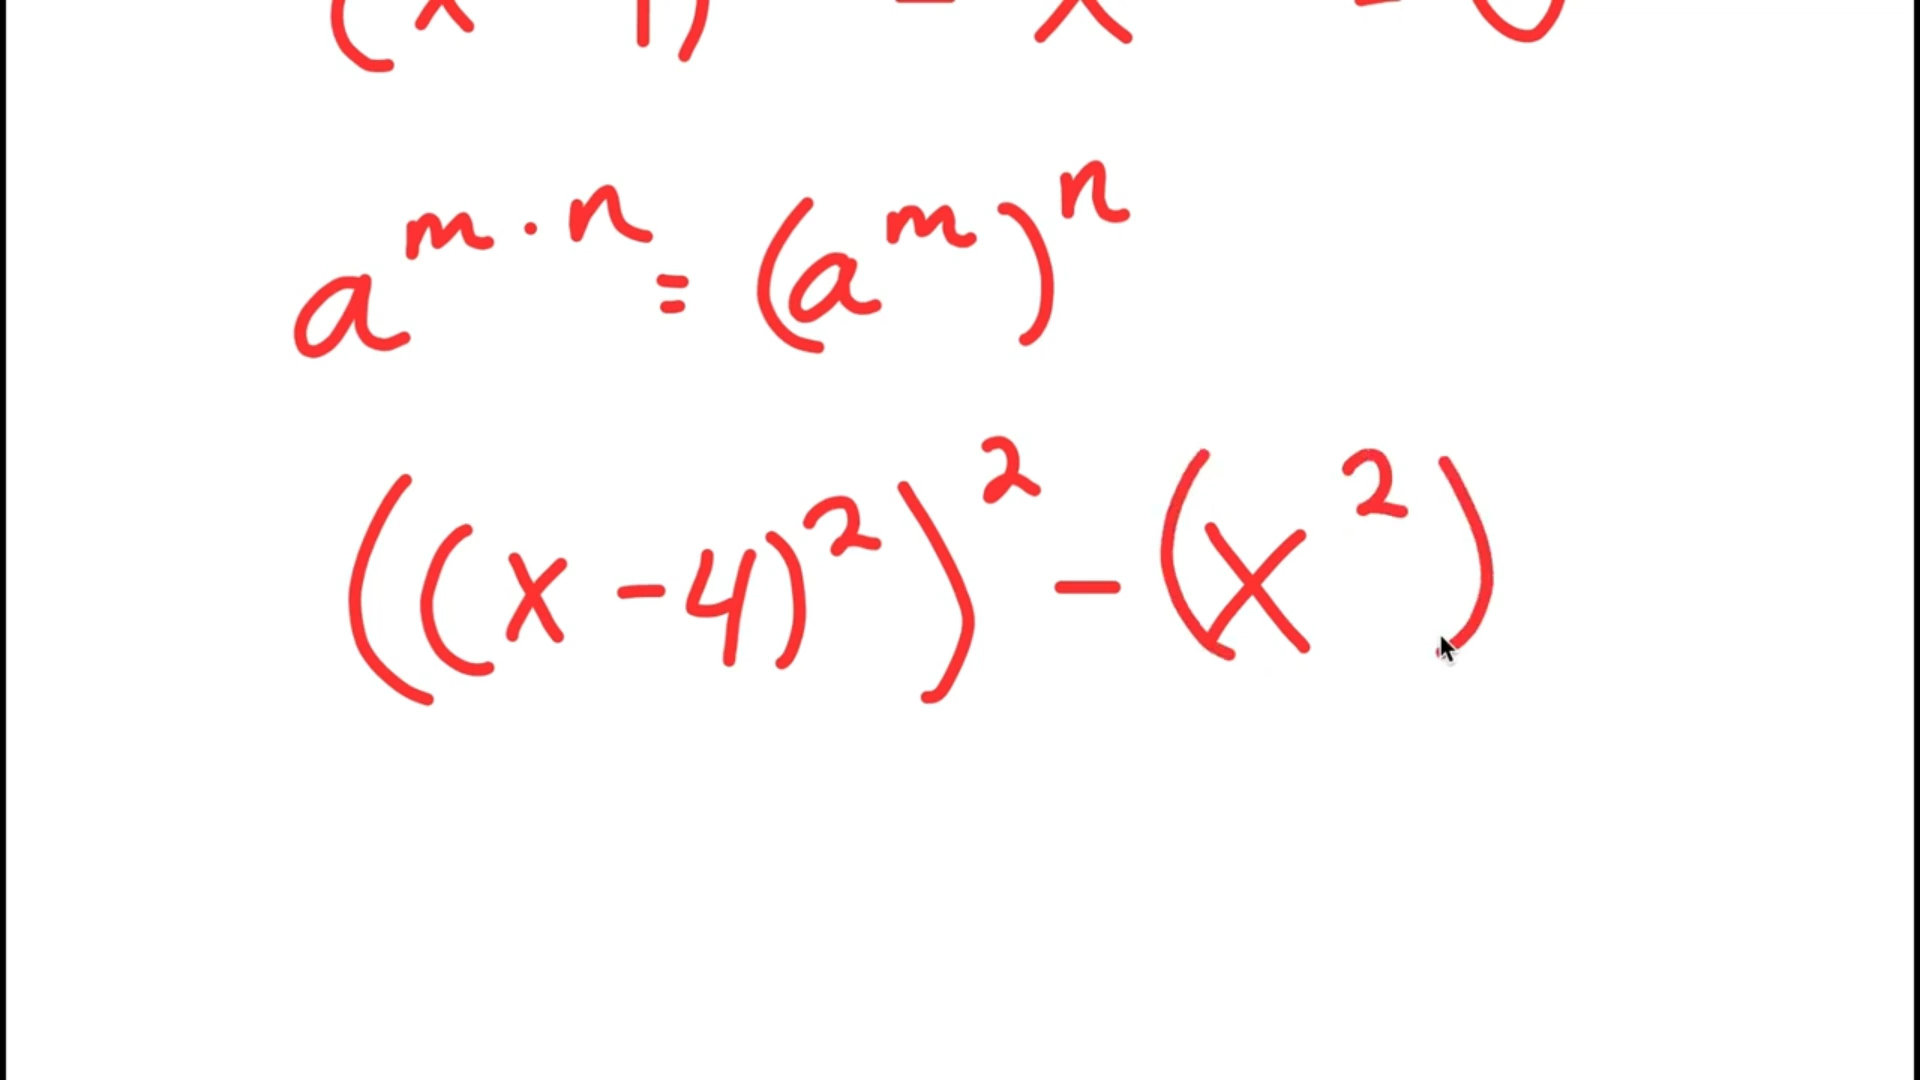 a^{m · n} = (a^m)^n
((x - 4)^2)^2 - (x^2)